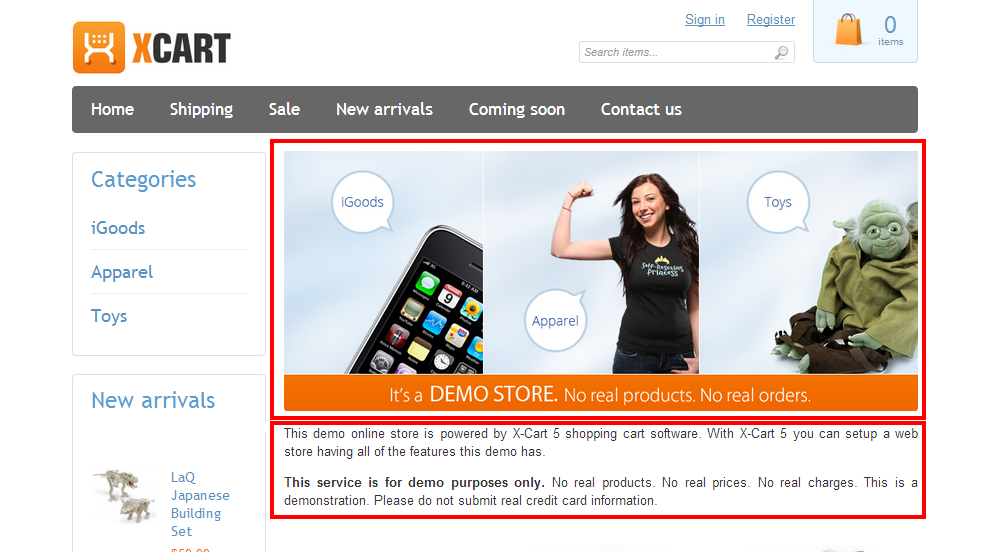 XCART
Sign in
Register
Search items...
0
items
Home
Shipping
Sale
New arrivals
Coming soon
Contact us
Categories
iGoods
Apparel
Toys
New arrivals
LaQ
Japanese
Building
Set
iGoods
Apparel
Toys
Self-Rescuing
Princess
It's a DEMO STORE. No real products. No real orders.
This demo online store is powered by X-Cart 5 shopping cart software. With X-Cart 5 you can setup a web
store having all of the features this demo has.
This service is for demo purposes only. No real products. No real prices. No real charges. This is a
demonstration. Please do not submit real credit card information.